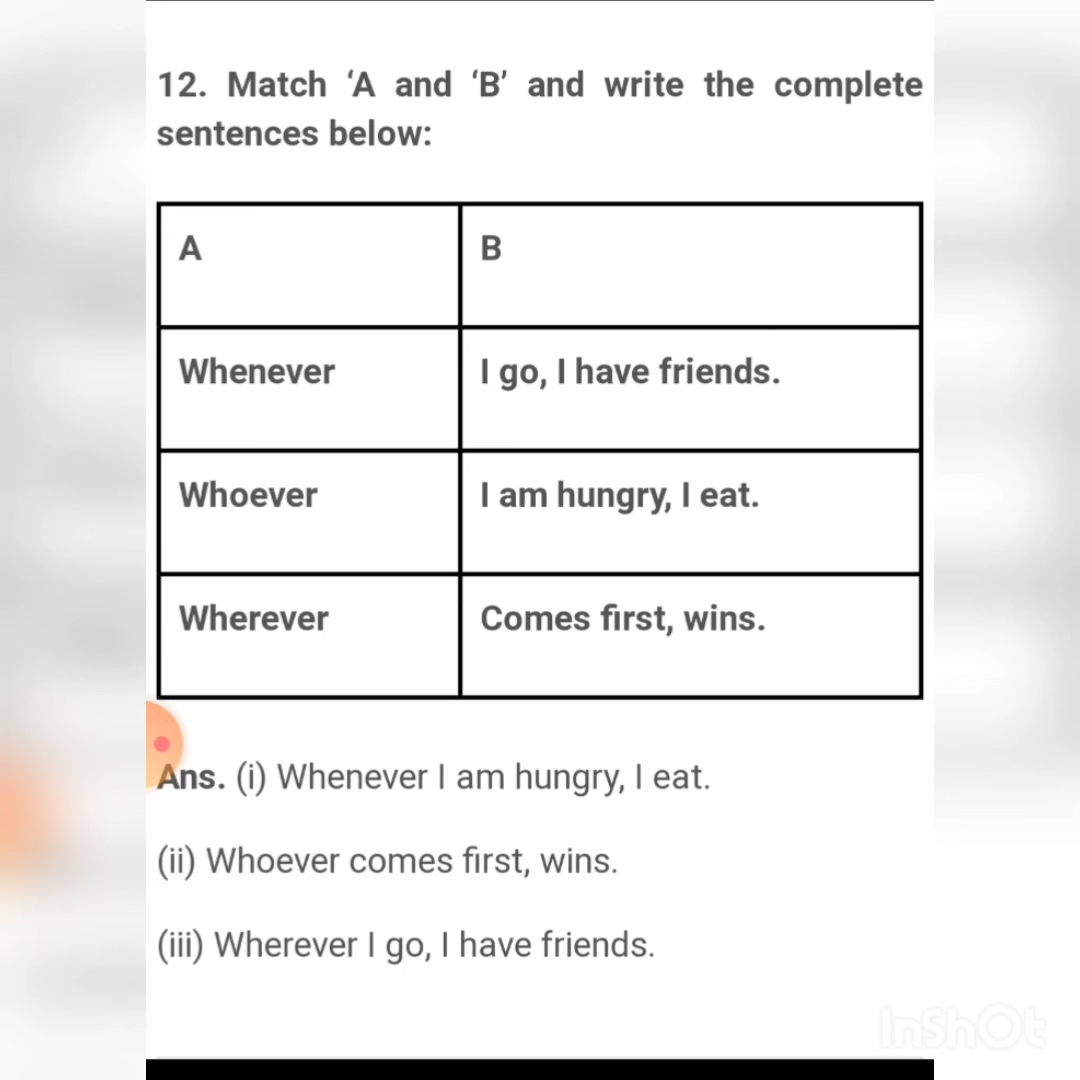 12. Match ‘A and ‘B’ and write the complete
sentences below:
A
B
Whenever
I go, I have friends.
Whoever
I am hungry, I eat.
Wherever
Comes first, wins.
Ans. (i) Whenever I am hungry, I eat.
(ii) Whoever comes first, wins.
(iii) Wherever I go, I have friends.
InShOt